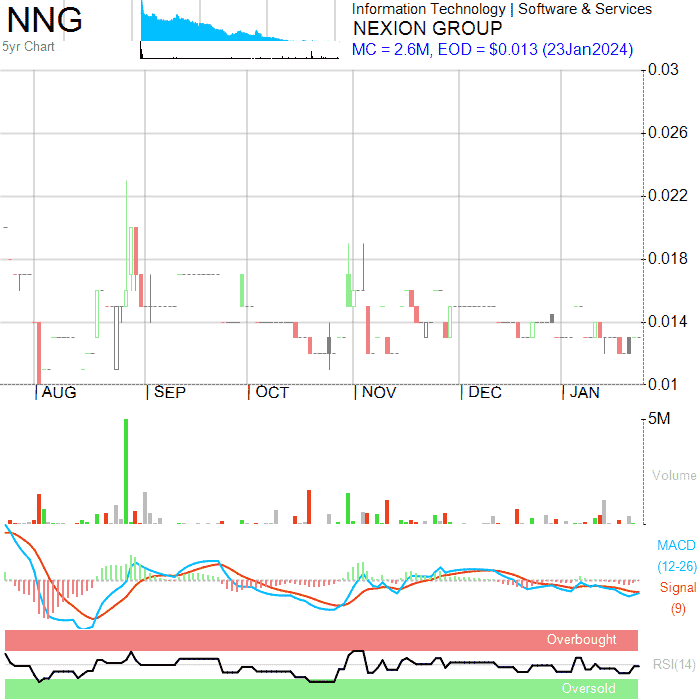 NNG
5yr Chart
Information Technology | Software & Services
NEXION GROUP
MC = 2.6M, EOD = $0.013 (23Jan2024)
0.03
0.026
0.022
0.018
0.014
0.01
AUG SEP OCT NOV DEC JAN
5M
Volume
MACD
(12-26)
Signal
(9)
Overbought
RSI(14)
Oversold